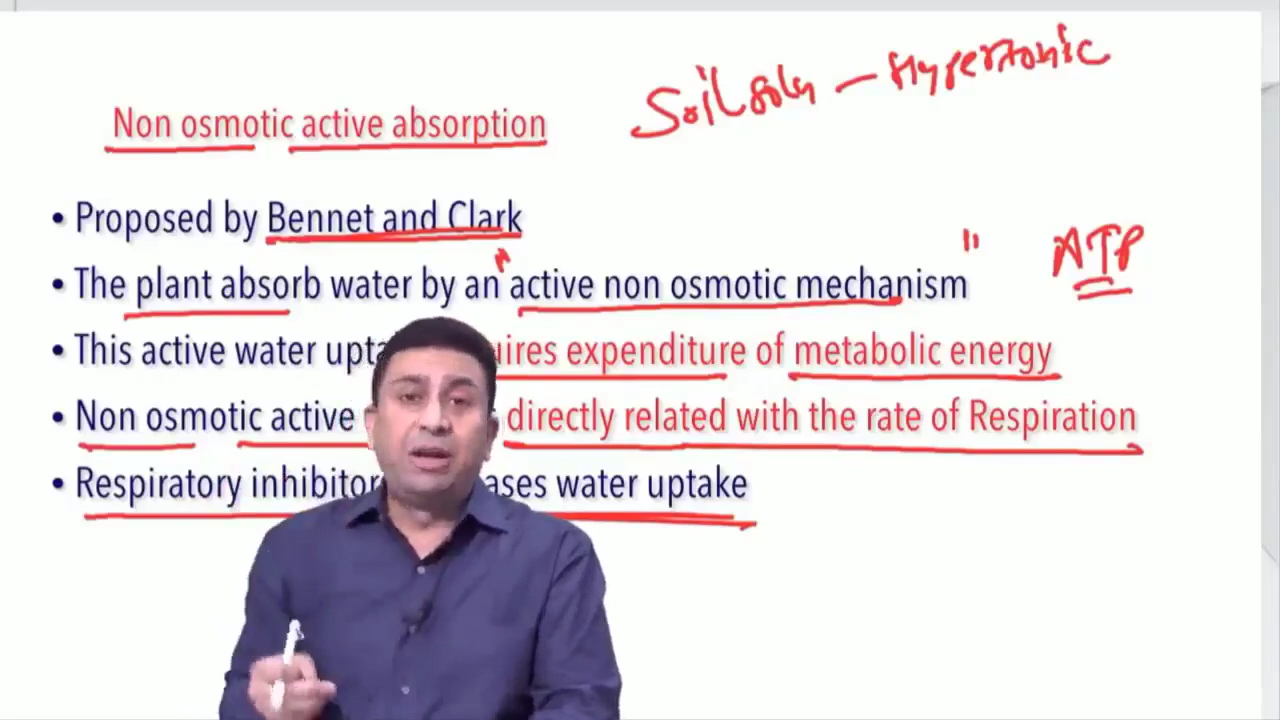 Soil soln – Hypertonic
Non osmotic active absorption
• Proposed by Bennet and Clark
• The plant absorb water by an "active non osmotic mechanism" ATP
• This active water upta uires expenditure of metabolic energy
• Non osmotic active directly related with the rate of Respiration
• Respiratory inhibitor ases water uptake